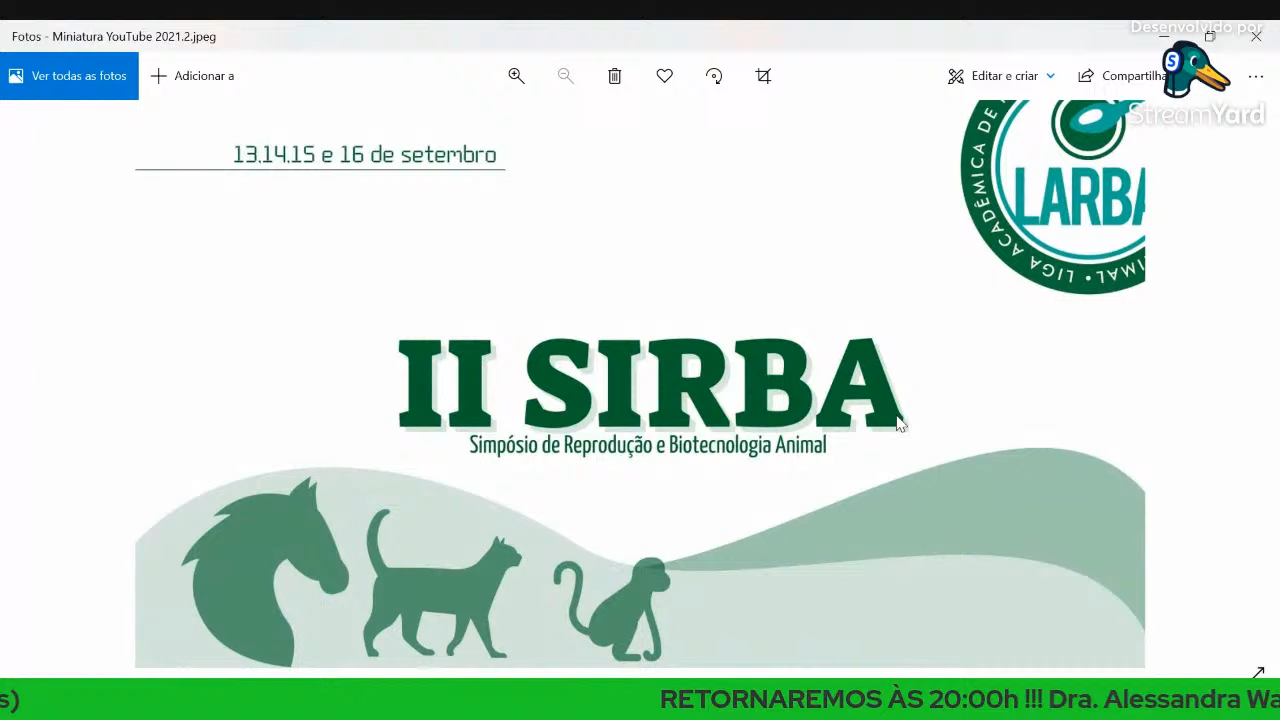 Desenvolvido por
Fotos - Miniatura YouTube 2021.2.jpeg
Ver todas as fotos
Adicionar a
Editar e criar
Compartilha
StreamYard
13.14.15 e 16 de setembro
LIGA ACADÊMICA DE
LARBA
II SIRBA
Simpósio de Reprodução e Biotecnologia Animal
s)
RETORNAREMOS ÀS 20:00h !!! Dra. Alessandra Wa